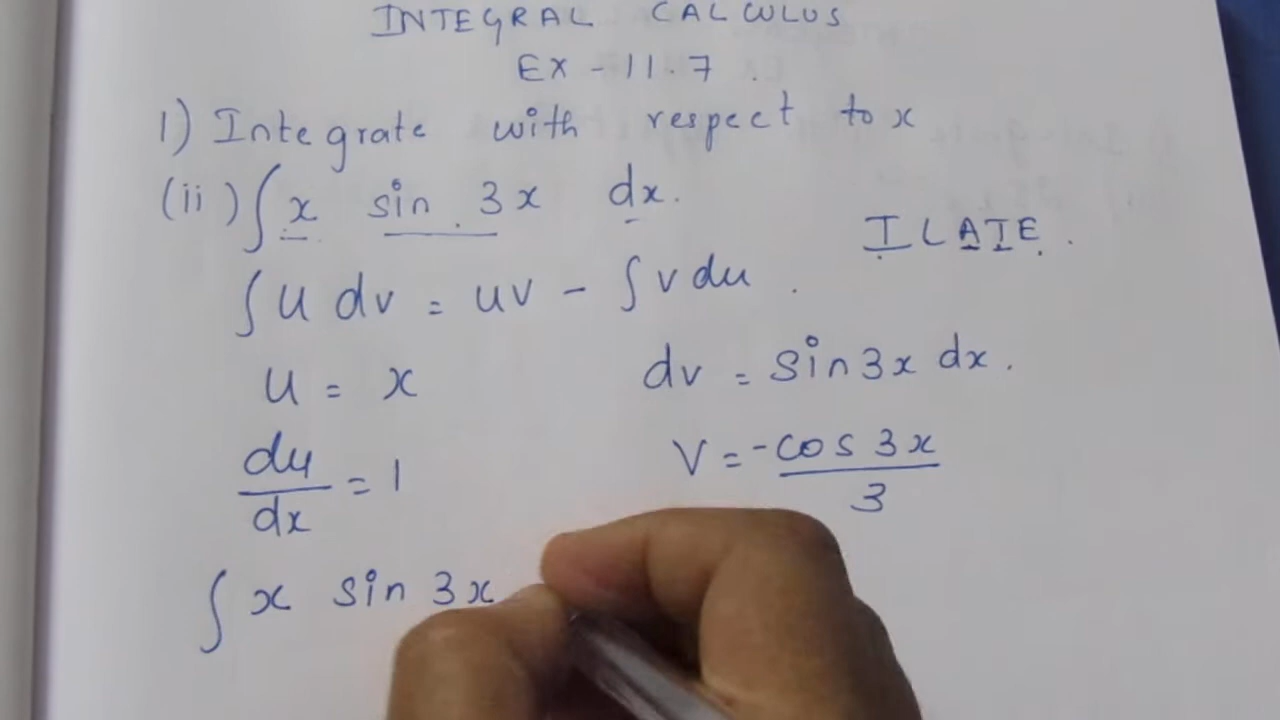 INTEGRAL CALCULUS
EX - 11.7
1) Integrate with respect to x
(ii) ∫ x sin 3x dx.
ILATE.
∫ u dv = uv - ∫ v du.
u = x
dv = sin 3x dx.
du/dx = 1
V = -cos 3x / 3
∫ x sin 3x